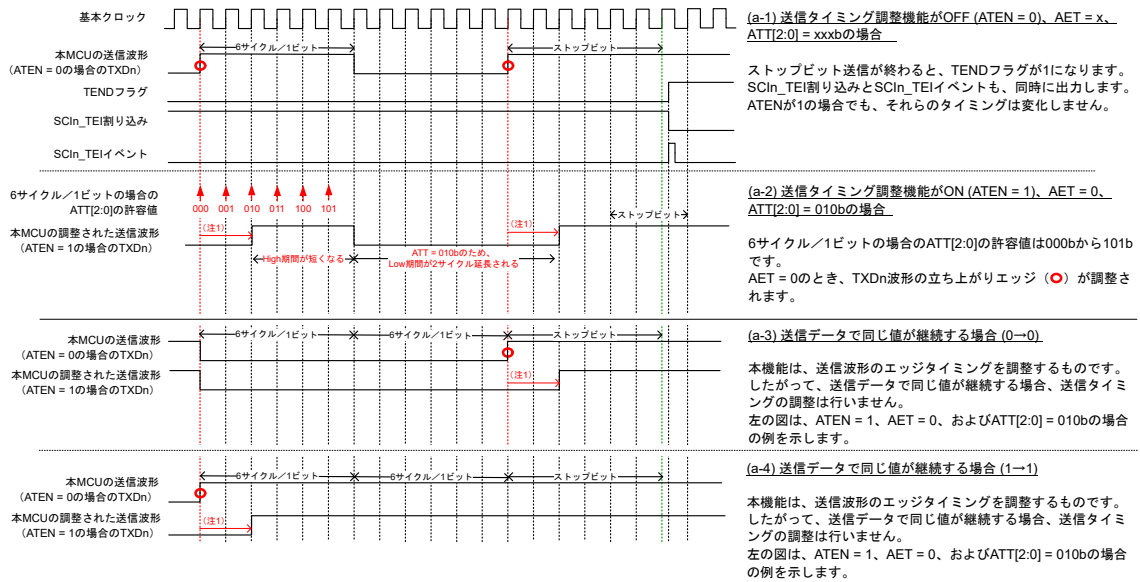 基本クロック
本MCUの送信波形
（ATEN = 0の場合のTXDn）
6サイクル／1ビット
ストップビット
TENDフラグ
SCIn_TEI割り込み
SCIn_TEIイベント
(a-1) 送信タイミング調整機能がOFF (ATEN = 0)、AET = x、
ATT[2:0] = xxxbの場合
ストップビット送信が終わると、TENDフラグが1になります。
SCIn_TEI割り込みとSCIn_TEIイベントも、同時に出力します。
ATENが1の場合でも、それらのタイミングは変化しません。
6サイクル／1ビットの場合の
ATT[2:0]の許容値
000 001 010 011 100 101
本MCUの調整された送信波形
（ATEN = 1の場合のTXDn）
（注1）
（注1）
ストップビット
High期間が短くなる
ATT = 010bのため、
Low期間が2サイクル延長される
(a-2) 送信タイミング調整機能がON (ATEN = 1)、AET = 0、
ATT[2:0] = 010bの場合
6サイクル／1ビットの場合のATT[2:0]の許容値は000bから101b
です。
AET = 0のとき、TXDn波形の立ち上がりエッジ（O）が調整さ
れます。
本MCUの送信波形
（ATEN = 0の場合のTXDn）
6サイクル／1ビット
6サイクル／1ビット
ストップビット
本MCUの調整された送信波形
（ATEN = 1の場合のTXDn）
（注1）
(a-3) 送信データで同じ値が継続する場合 (0→0)
本機能は、送信波形のエッジタイミングを調整するものです。
したがって、送信データで同じ値が継続する場合、送信タイミ
ングの調整は行いません。
左の図は、ATEN = 1、AET = 0、およびATT[2:0] = 010bの場合
の例を示します。
本MCUの送信波形
（ATEN = 0の場合のTXDn）
6サイクル／1ビット
6サイクル／1ビット
ストップビット
本MCUの調整された送信波形
（ATEN = 1の場合のTXDn）
（注1）
(a-4) 送信データで同じ値が継続する場合 (1→1)
本機能は、送信波形のエッジタイミングを調整するものです。
したがって、送信データで同じ値が継続する場合、送信タイミ
ングの調整は行いません。
左の図は、ATEN = 1、AET = 0、およびATT[2:0] = 010bの場合
の例を示します。